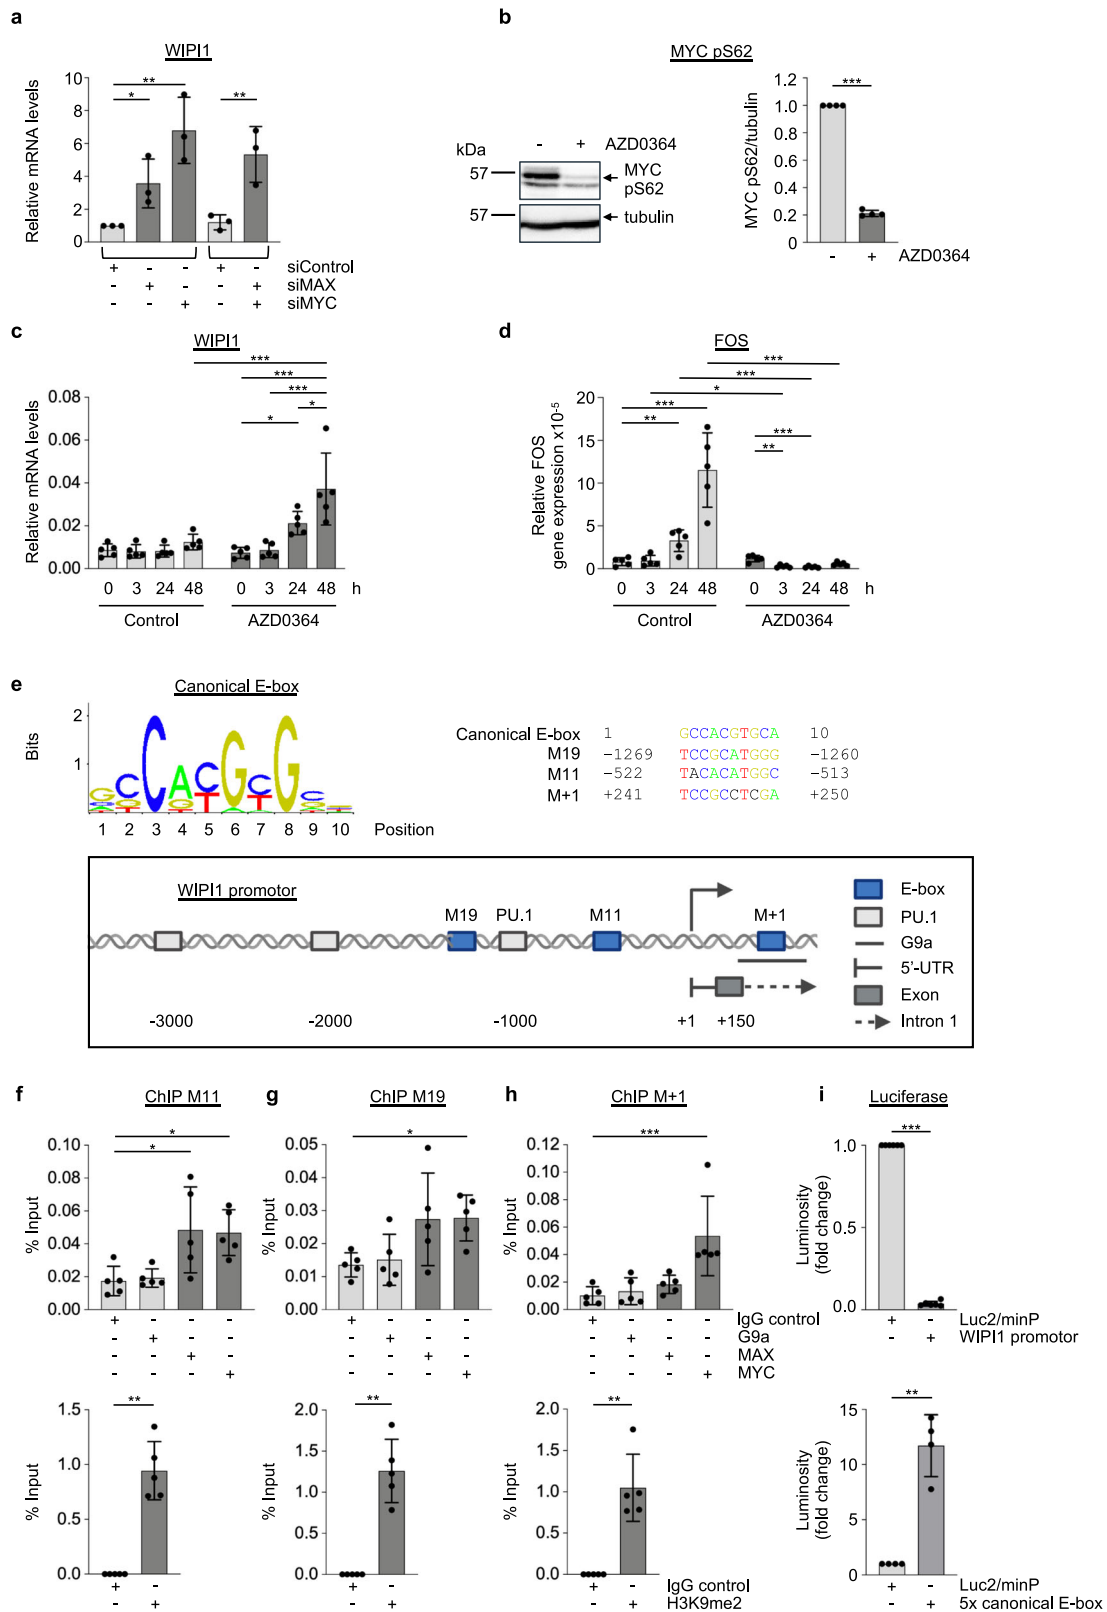 a
WIPI1
Relative mRNA levels
10
8
6
4
2
0
*
**
**
+ - - + - siControl
- + - - + siMAX
- - + - + siMYC
b
MYC pS62
- + AZD0364
kDa
57
MYC
pS62
57
tubulin
MYC pS62/tubulin
1.2
1.0
0.8
0.6
0.4
0.2
0
***
- + AZD0364
c
WIPI1
Relative mRNA levels
0.08
0.06
0.04
0.02
0.00
***
***
***
*
*
0 3 24 48 0 3 24 48 h
Control AZD0364
d
FOS
Relative FOS
gene expression x10-5
20
15
10
5
0
***
***
*
***
**
***
**
0 3 24 48 0 3 24 48 h
Control AZD0364
e
Canonical E-box
Bits
2
1
1 2 3 4 5 6 7 8 9 10 Position
Canonical E-box 1 GCCACGTGCA 10
M19 −1269 TCCGCATGGG −1260
M11 −522 TACACATGGC −513
M+1 +241 TCCGCCTCGA +250
WIPI1 promotor
M19 PU.1 M11 M+1
-3000 -2000 -1000 +1 +150
E-box
PU.1
G9a
5'-UTR
Exon
Intron 1
f
ChIP M11
% Input
0.10
0.08
0.06
0.04
0.02
0.00
*
*
+ - - -
- + - -
- - + -
- - - +
% Input
1.5
1.0
0.5
0.0
**
+ -
- +
g
ChIP M19
% Input
0.05
0.04
0.03
0.02
0.01
0.00
*
+ - - -
- + - -
- - + -
- - - +
% Input
2.0
1.5
1.0
0.5
0.0
**
+ -
- +
h
ChIP M+1
% Input
0.12
0.10
0.08
0.06
0.04
0.02
0.00
***
+ - - - IgG control
- + - - G9a
- - + - MAX
- - - + MYC
% Input
2.0
1.5
1.0
0.5
0.0
**
+ - IgG control
- + H3K9me2
i
Luciferase
Luminosity
(fold change)
1.0
0.5
0.0
***
+ - Luc2/minP
- + WIPI1 promotor
Luminosity
(fold change)
15
10
5
0
**
+ - Luc2/minP
- + 5x canonical E-box